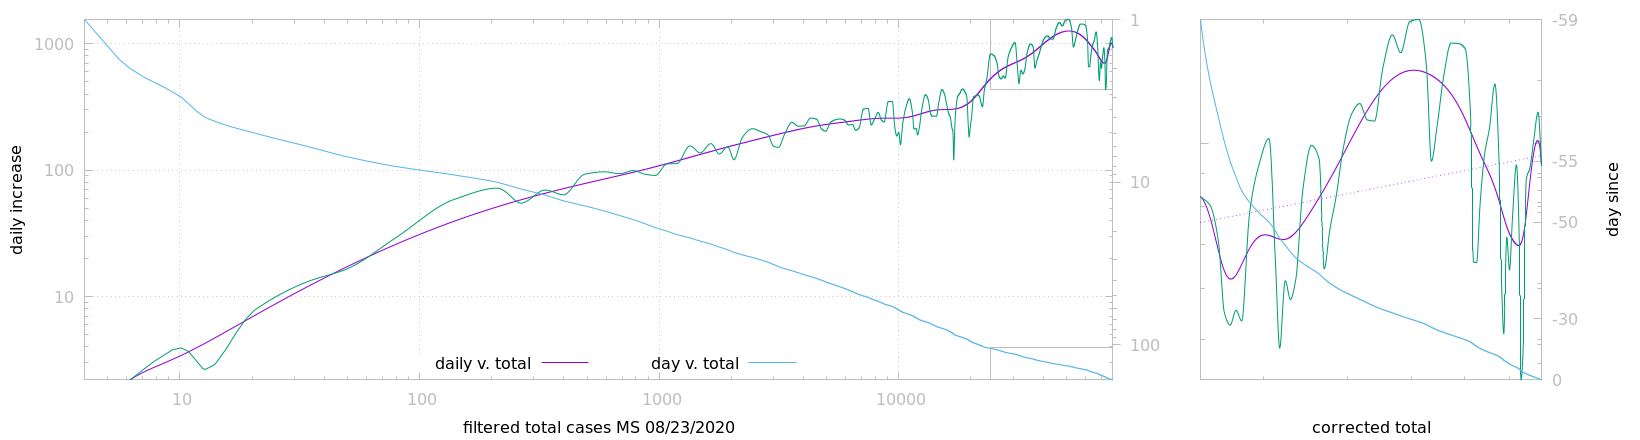 1000
100
10
daily increase
10
100
1000
10000
1
10
100
daily v. total
day v. total
filtered total cases MS 08/23/2020
-59
-55
-50
-30
0
day since
corrected total